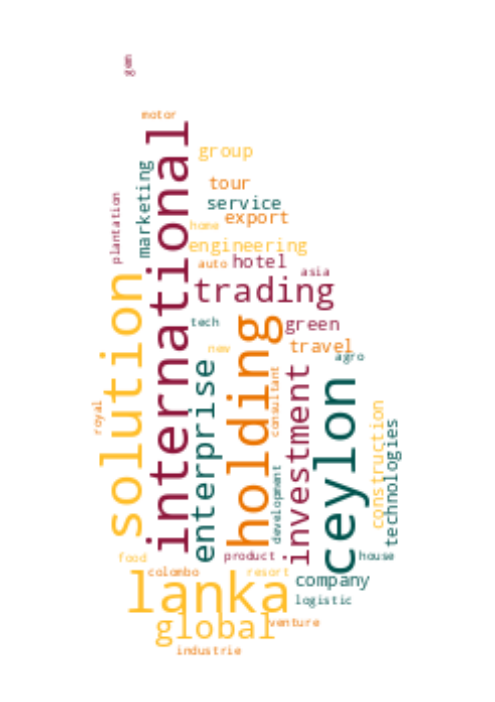 gem
motor
international
group
marketing
tour
plantation
service
export
home
engineering
auto
hotel
asia
solution
trading
tech
holding
green
new
travel
agro
enterprise
consultant
investment
ceylon
royal
construction
technologies
development
food
product
house
colombo
resort
lanka
company
logistic
global
venture
industrie